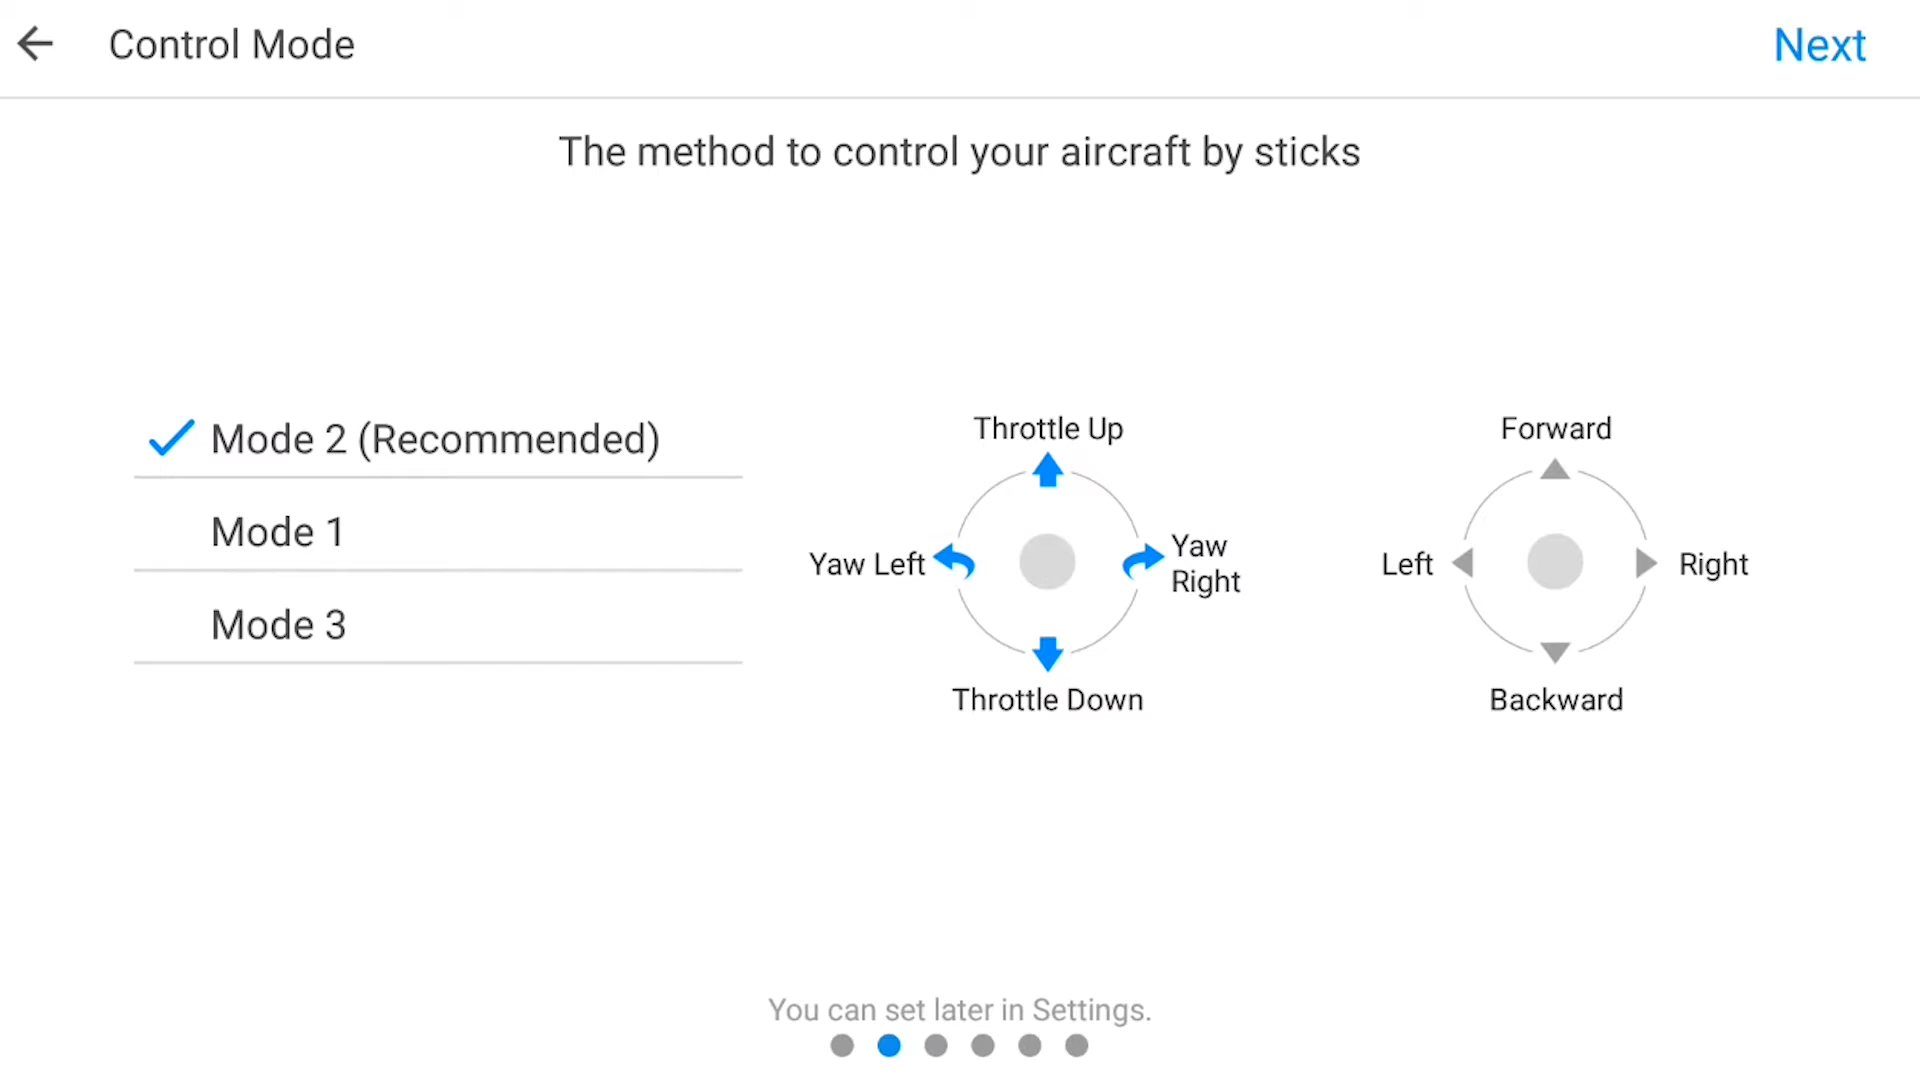 Control Mode
Next
The method to control your aircraft by sticks
Mode 2 (Recommended)
Mode 1
Mode 3
Throttle Up
Yaw Left
Yaw
Right
Throttle Down
Forward
Left
Right
Backward
You can set later in Settings.